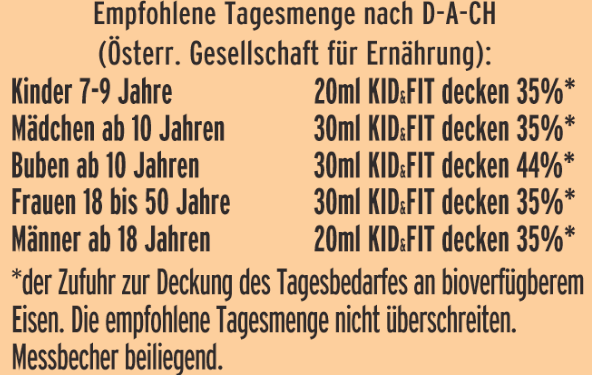 Empfohlene Tagesmenge nach D-A-CH
(Österr. Gesellschaft für Ernährung):
Kinder 7-9 Jahre 20ml KID&FIT decken 35%*
Mädchen ab 10 Jahren 30ml KID&FIT decken 35%*
Buben ab 10 Jahren 30ml KID&FIT decken 44%*
Frauen 18 bis 50 Jahre 30ml KID&FIT decken 35%*
Männer ab 18 Jahren 20ml KID&FIT decken 35%*
*der Zufuhr zur Deckung des Tagesbedarfes an bioverfügberem
Eisen. Die empfohlene Tagesmenge nicht überschreiten.
Messbecher beiliegend.